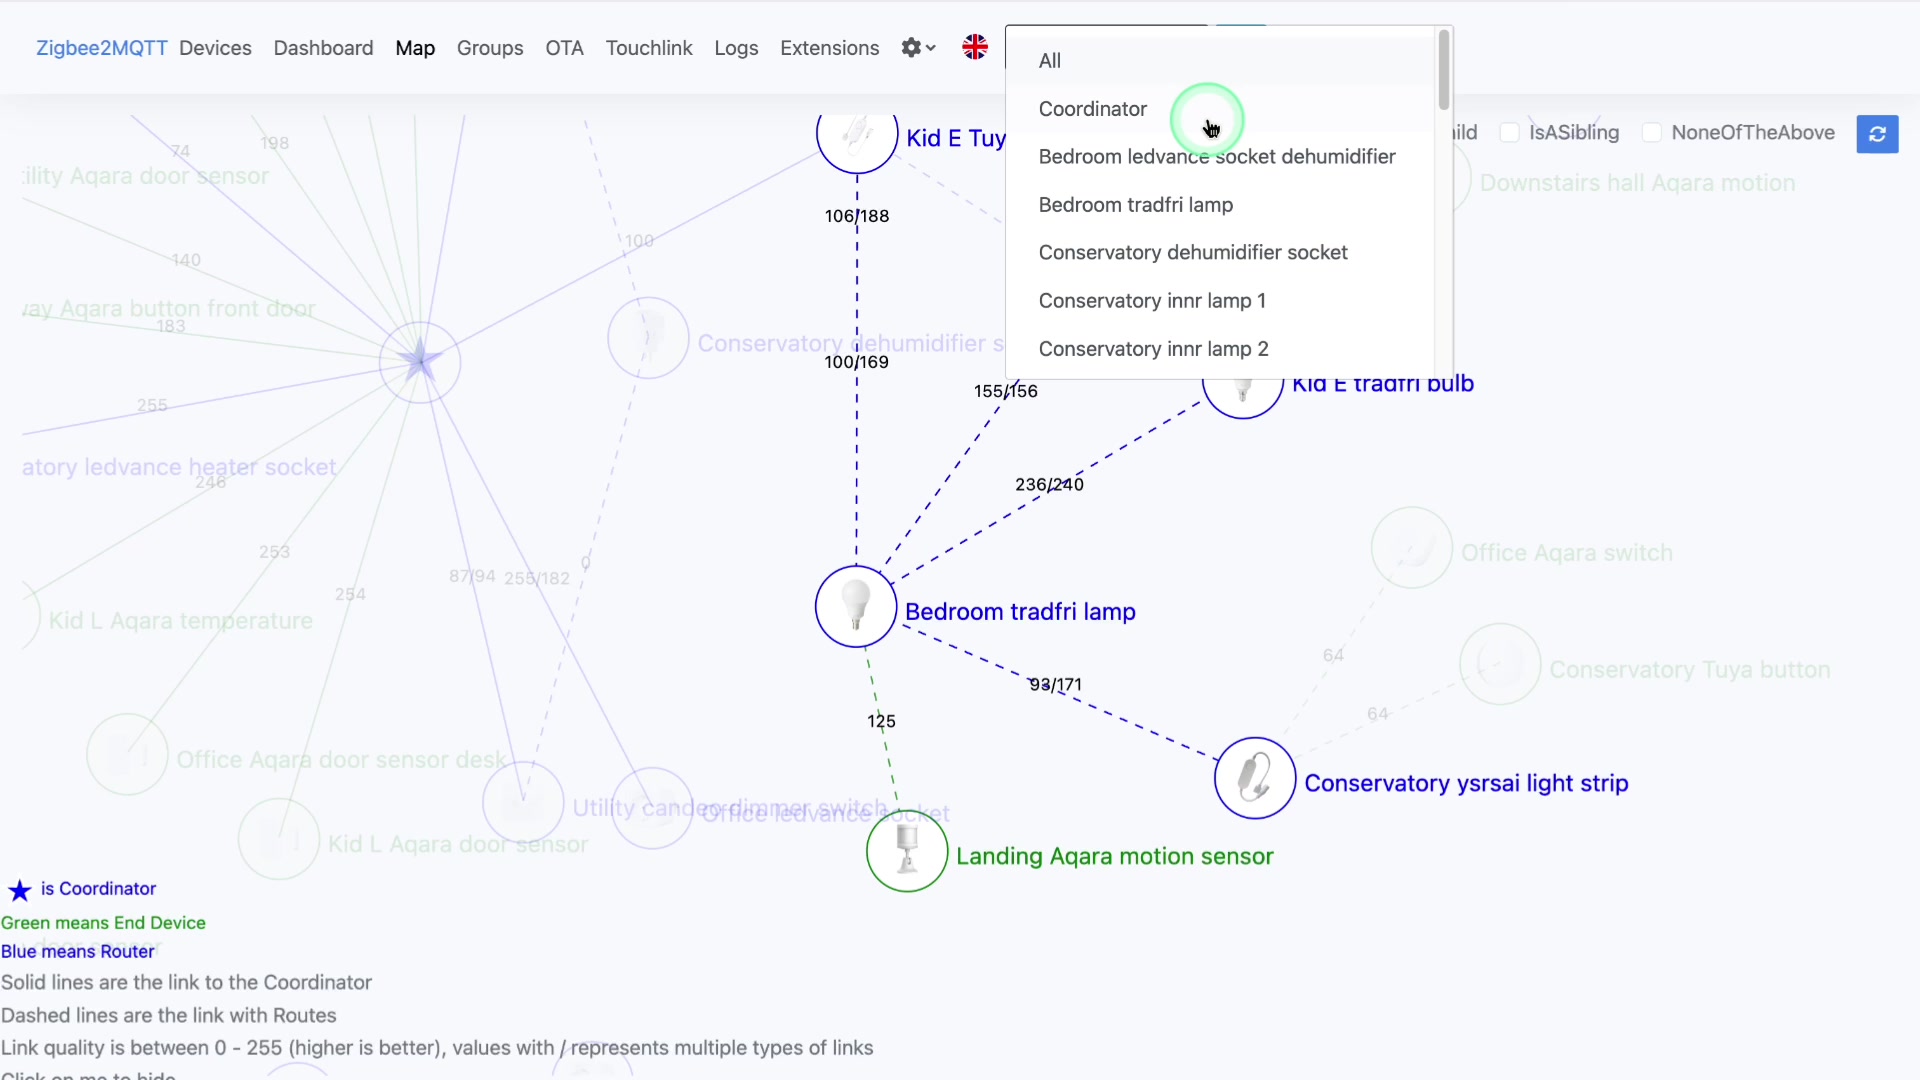 Zigbee2MQTT Devices Dashboard Map Groups OTA Touchlink Logs Extensions
All
Coordinator
Bedroom ledvance socket dehumidifier
Bedroom tradfri lamp
Conservatory dehumidifier socket
Conservatory innr lamp 1
Conservatory innr lamp 2
ild IsASibling NoneOfTheAbove
Kid E Tuy
74
198
ility Aqara door sensor
Downstairs hall Aqara motion
106/188
100
140
way Aqara button front door
183
Conservatory dehumidifier s
100/169
155/156
Kid E tradfri bulb
255
atory ledvance heater socket
246
236/240
253
87/94 255/182
0
254
Office Aqara switch
Kid L Aqara temperature
Bedroom tradfri lamp
64
Conservatory Tuya button
93/171
64
125
Office Aqara door sensor desk
Conservatory ysrsai light strip
Utility candeo dimmer switch
Office ledvance socket
Kid L Aqara door sensor
Landing Aqara motion sensor
is Coordinator
Green means End Device
Blue means Router
Solid lines are the link to the Coordinator
Dashed lines are the link with Routes
Link quality is between 0 - 255 (higher is better), values with / represents multiple types of links
Click on me to hide